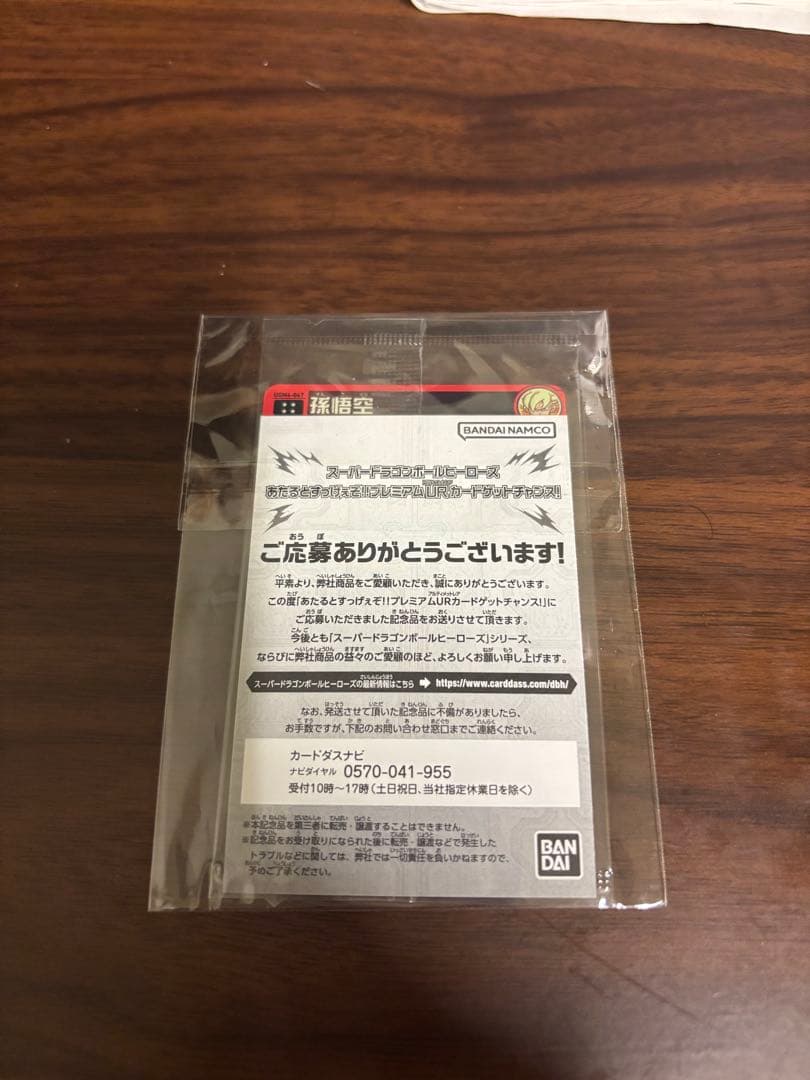 UGM4-047
孫悟空
BANDAI NAMCO
スーパードラゴンボールヒーローズ
あたるとすっげぇぞ!!プレミアムURカードゲットチャンス!
ご応募ありがとうございます!
平素より、弊社商品をご愛顧いただき、誠にありがとうございます。
この度「あたるとすっげぇぞ!!プレミアムURカードゲットチャンス!」に
ご応募いただきました記念品をお送りさせて頂きます。
今後とも「スーパードラゴンボールヒーローズ」シリーズ、
ならびに弊社商品の益々のご愛顧のほど、よろしくお願い申し上げます。
スーパードラゴンボールヒーローズの最新情報はこちら ➡ https://www.carddass.com/dbh/
なお、発送させて頂いた記念品に不備がありましたら、
お手数ですが、下記のお問い合わせ窓口までご連絡ください。
カードダスナビ
ナビダイヤル 0570-041-955
受付10時～17時(土日祝日、当社指定休業日を除く)
※本記念品を第三者に転売・譲渡することはできません。
※記念品をお受け取りになられた後に転売・譲渡などで発生した
トラブルなどに関しては、弊社では一切責任を負いかねますので、
予めご了承ください。
BAN
DAI